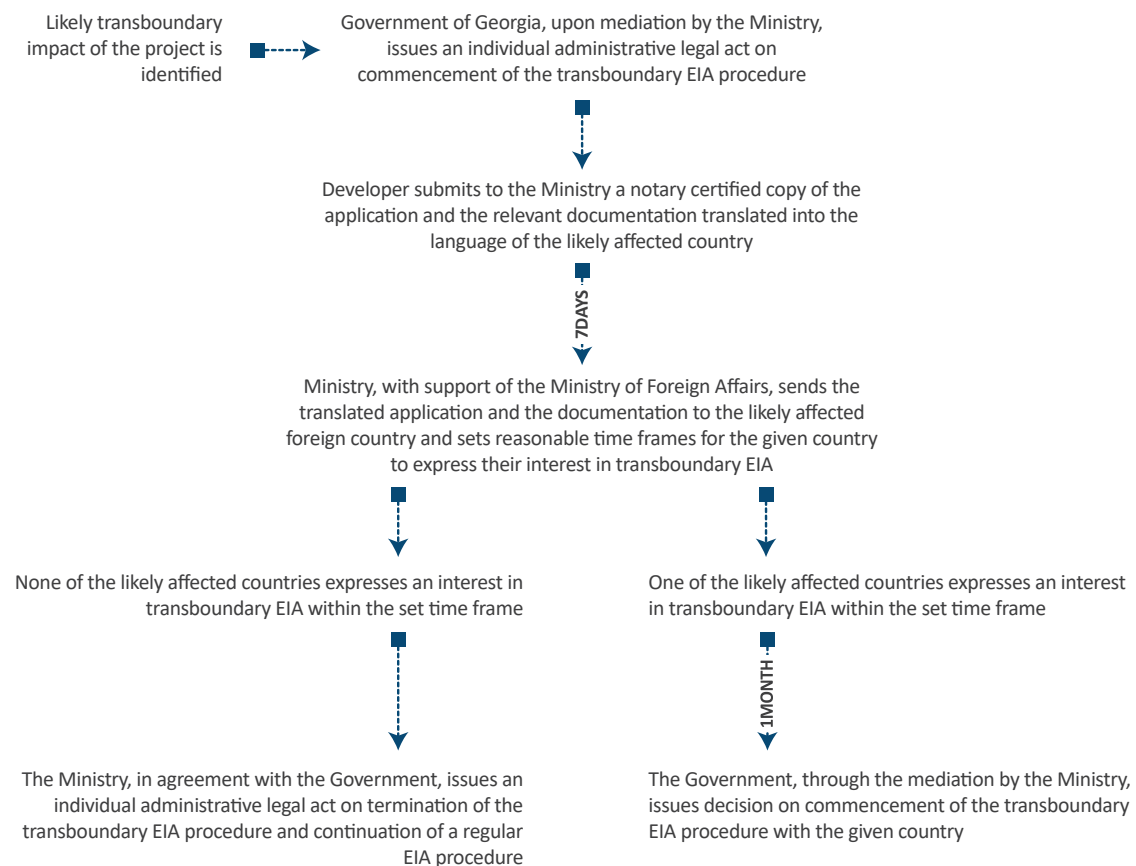 Likely transboundary
impact of the project is
identified
Government of Georgia, upon mediation by the Ministry,
issues an individual administrative legal act on
commencement of the transboundary EIA procedure
Developer submits to the Ministry a notary certified copy of the
application and the relevant documentation translated into the
language of the likely affected country
7DAYS
Ministry, with support of the Ministry of Foreign Affairs, sends the
translated application and the documentation to the likely affected
foreign country and sets reasonable time frames for the given country
to express their interest in transboundary EIA
None of the likely affected countries expresses an interest in
transboundary EIA within the set time frame
One of the likely affected countries expresses an interest
in transboundary EIA within the set time frame
1MONTH
The Ministry, in agreement with the Government, issues an
individual administrative legal act on termination of the
transboundary EIA procedure and continuation of a regular
EIA procedure
The Government, through the mediation by the Ministry,
issues decision on commencement of the transboundary
EIA procedure with the given country